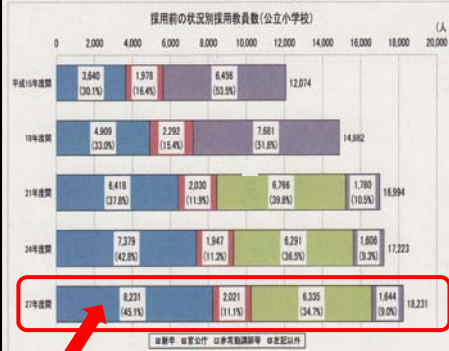 採用前の状況別採用教員数(公立小学校)
(人
0 2,000 4,000 6,000 8,000 10,000 12,000 14,000 16,000 18,000 20,000
平成15年度間 3,640 (30.1%) 1,978 (16.4%) 6,456 (53.5%) 12,074
18年度間 4,909 (33.0%) 2,292 (15.4%) 7,681 (51.6%) 14,882
21年度間 6,418 (37.8%) 2,030 (11.9%) 6,766 (39.8%) 1,780 (10.5%) 16,994
24年度間 7,379 (42.8%) 1,947 (11.3%) 6,291 (36.5%) 1,606 (9.3%) 17,223
27年度間 8,231 (45.1%) 2,021 (11.1%) 6,335 (34.7%) 1,644 (9.0%) 18,231
新卒 官公庁 非常勤講師等 左記以外